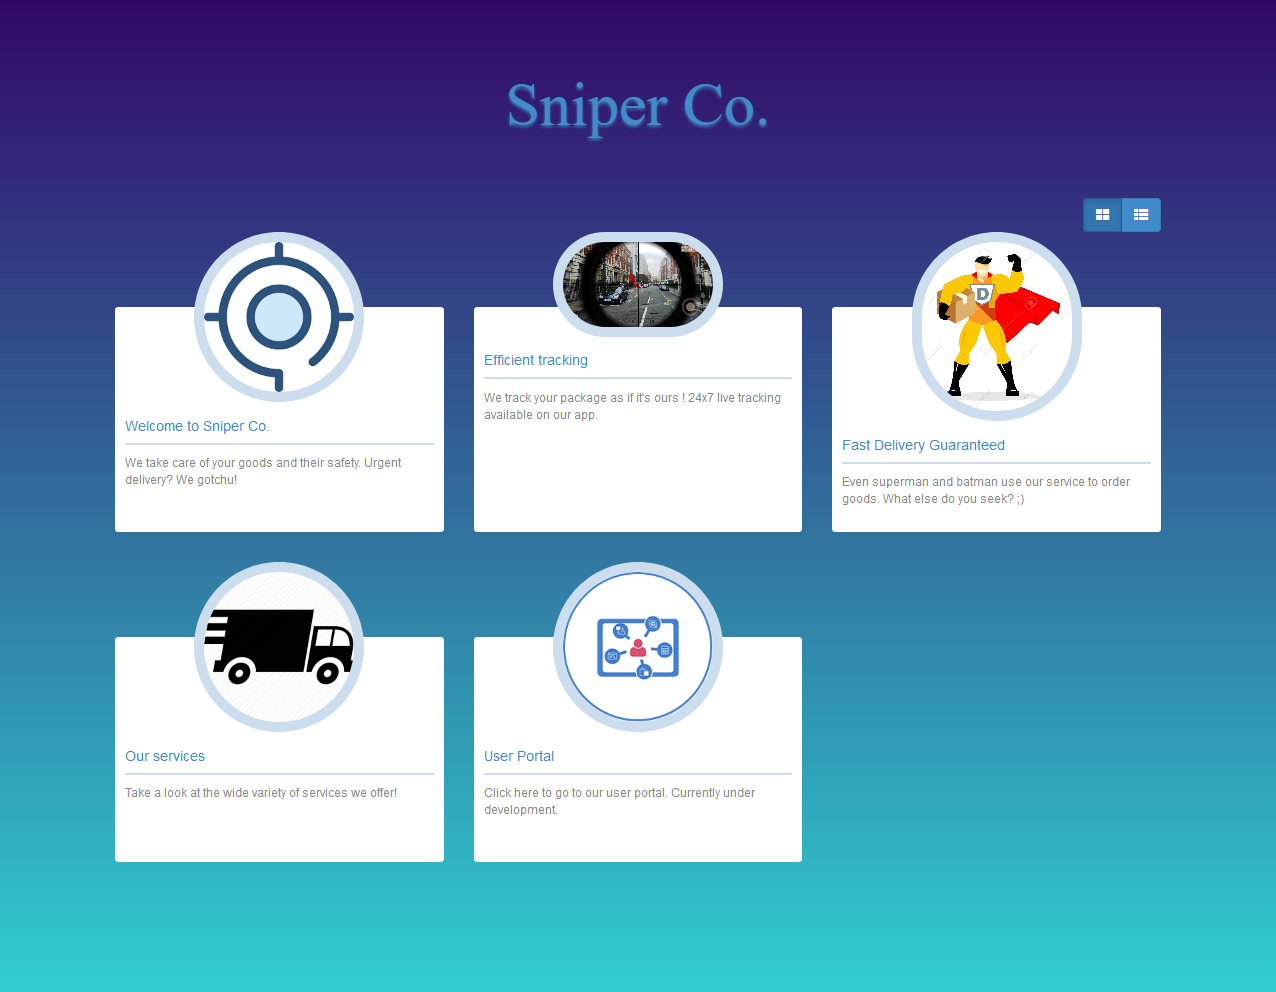 Sniper Co.
Welcome to Sniper Co.
We take care of your goods and their safety. Urgent
delivery? We gotchu!
Efficient tracking
We track your package as if it's ours ! 24x7 live tracking
available on our app.
D
Fast Delivery Guaranteed
Even superman and batman use our service to order
goods. What else do you seek? ;)
Our services
Take a look at the wide variety of services we offer!
User Portal
Click here to go to our user portal. Currently under
development.